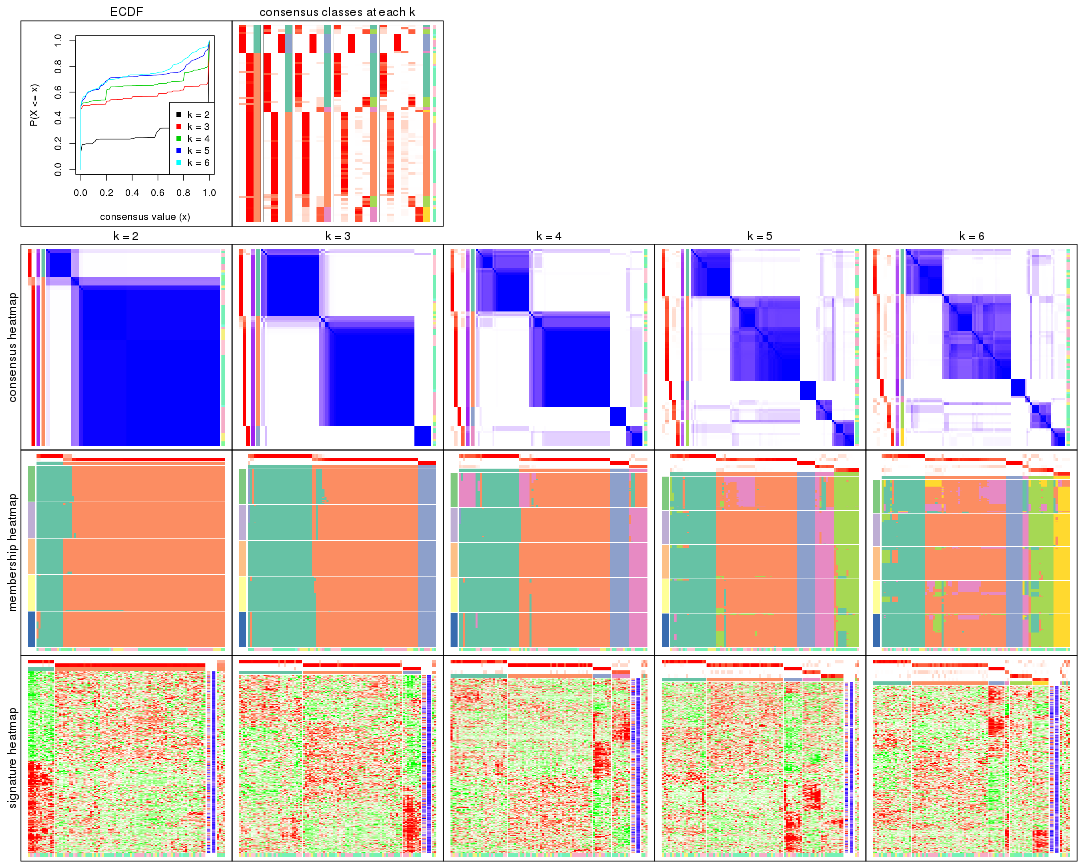 ECDF
consensus classes at each k
P(X <= x)
0.0 0.2 0.4 0.6 0.8 1.0
k = 2
k = 3
k = 4
k = 5
k = 6
0.0 0.2 0.4 0.6 0.8 1.0
consensus value (x)
k = 2 k = 3 k = 4 k = 5 k = 6
consensus heatmap
membership heatmap
signature heatmap